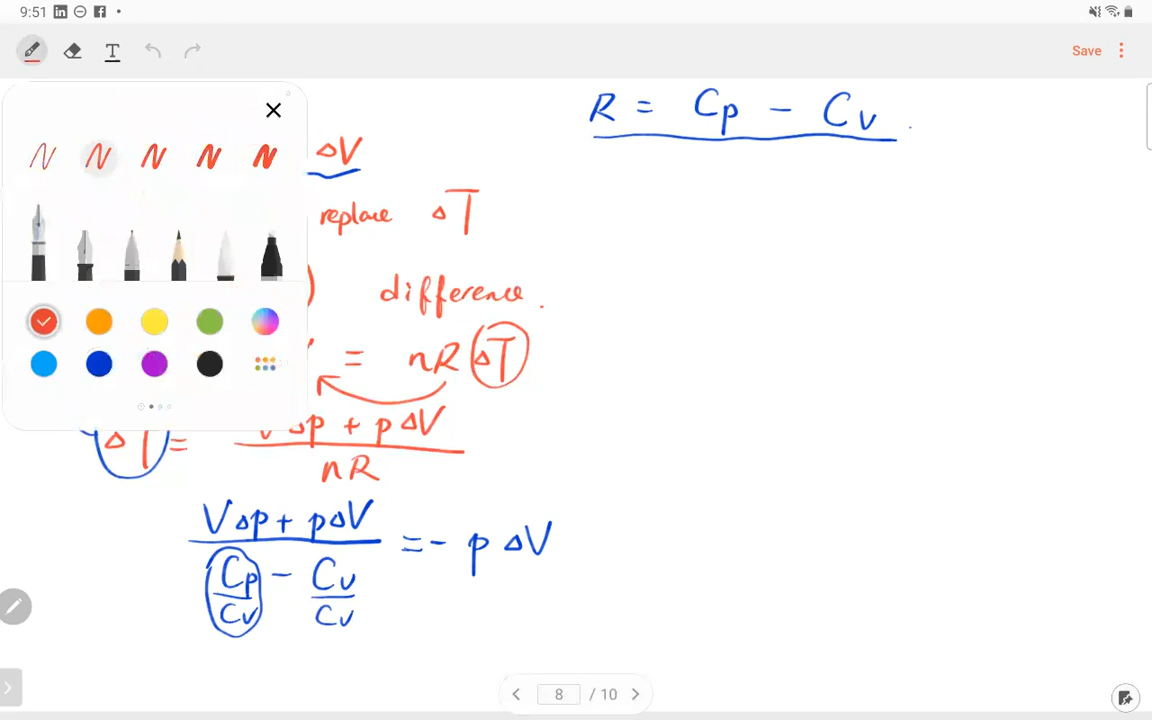 9:51
Save
R = Cp - Cv .
ΔV
replace ΔT
) difference .
= nR ΔT
ΔT = VΔp + pΔV
nR
VΔp + pΔV = - pΔV
Cp - Cv
Cv Cv
8 / 10